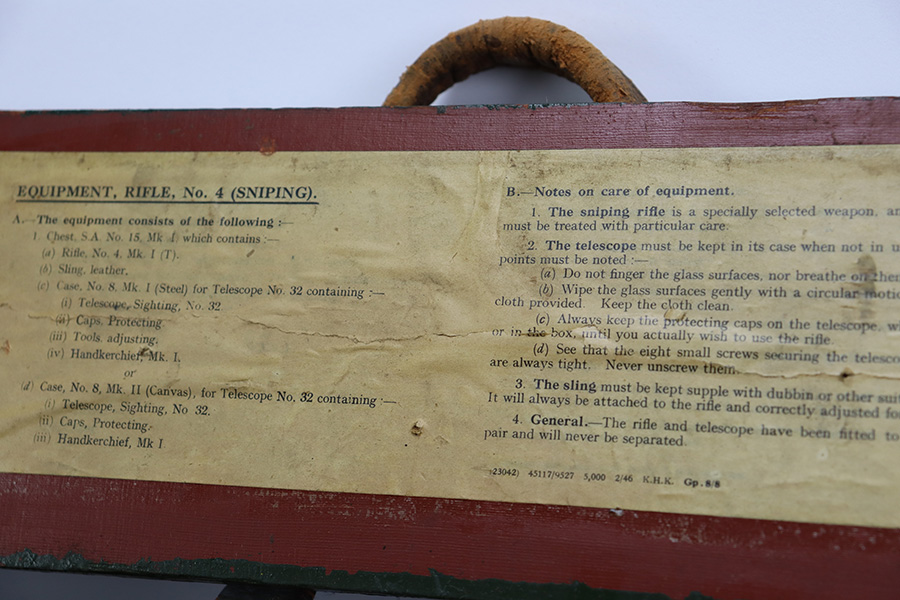 EQUIPMENT, RIFLE, No. 4 (SNIPING).
A.—The equipment consists of the following :—
1. Chest, S.A. No. 15, Mk. I, which contains :—
(a) Rifle, No. 4, Mk. I (T).
(b) Sling, leather.
(c) Case, No. 8, Mk. I (Steel) for Telescope No. 32 containing :—
(i) Telescope, Sighting, No. 32.
(ii) Caps, Protecting.
(iii) Tools, adjusting.
(iv) Handkerchief, Mk. I.
or
(d) Case, No. 8, Mk. II (Canvas), for Telescope No, 32 containing :—
(i) Telescope, Sighting, No 32.
(ii) Caps, Protecting.
(iii) Handkerchief, Mk I.
B.—Notes on care of equipment.
1. The sniping rifle is a specially selected weapon, an
must be treated with particular care.
2. The telescope must be kept in its case when not in u
points must be noted :—
(a) Do not finger the glass surfaces, nor breathe on them
(b) Wipe the glass surfaces gently with a circular motio
cloth provided. Keep the cloth clean.
(c) Always keep the protecting caps on the telescope, wh
or in the box, until you actually wish to use the rifle.
(d) See that the eight small screws securing the telesco
are always tight. Never unscrew them.
3. The sling must be kept supple with dubbin or other suit
It will always be attached to the rifle and correctly adjusted fo
4. General.—The rifle and telescope have been fitted to
pair and will never be separated.
23042) 45117/9527 5,000 2/46 K.H.K. Gp. 8/8